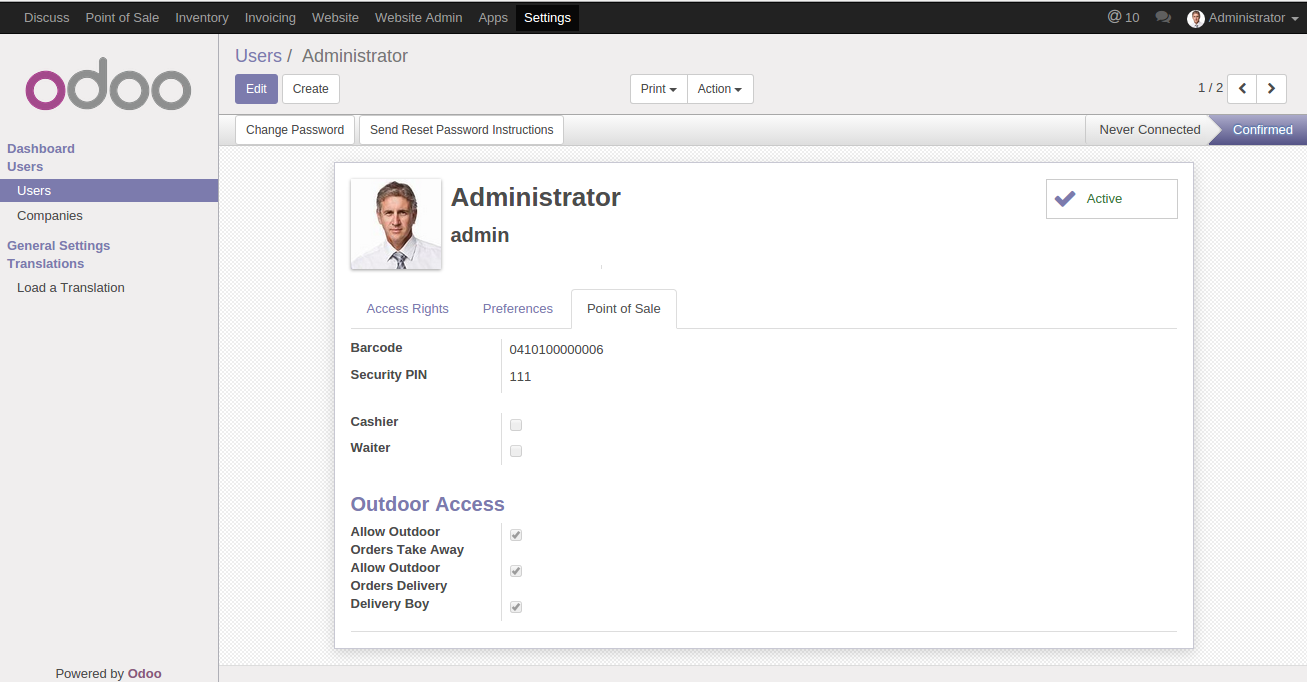 Discuss Point of Sale Inventory Invoicing Website Website Admin Apps Settings @ 10 Administrator
odoo
Users / Administrator
Edit Create Print Action 1 / 2
Change Password Send Reset Password Instructions Never Connected Confirmed
Dashboard
Users
Users
Companies
General Settings
Translations
Load a Translation
Powered by Odoo
Administrator
admin
Active
Access Rights Preferences Point of Sale
Barcode 0410100000006
Security PIN 111
Cashier
Waiter
Outdoor Access
Allow Outdoor
Orders Take Away
Allow Outdoor
Orders Delivery
Delivery Boy